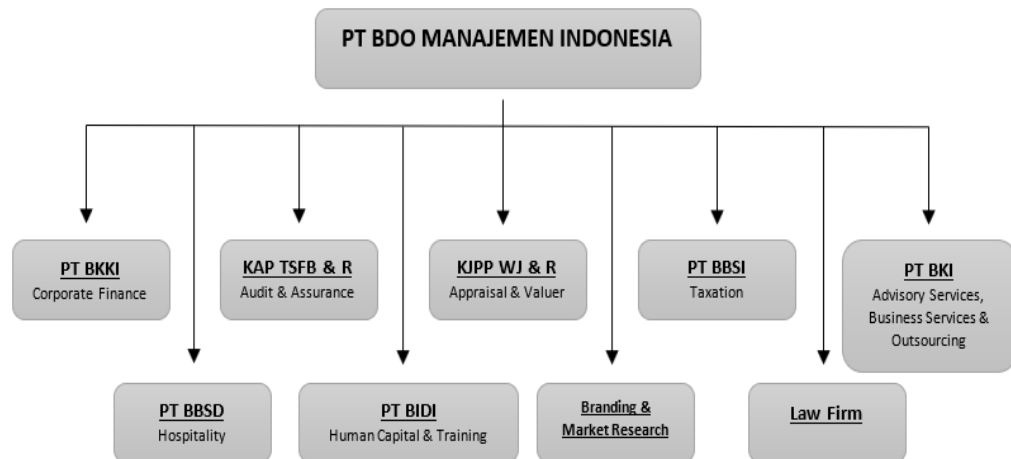 PT BDO MANAJEMEN INDONESIA
PT BKKI
Corporate Finance
KAP TSFB & R
Audit & Assurance
KJPP WJ & R
Appraisal & Valuer
PT BBSI
Taxation
PT BKI
Advisory Services,
Business Services &
Outsourcing
PT BBSD
Hospitality
PT BIDI
Human Capital & Training
Branding &
Market Research
Law Firm